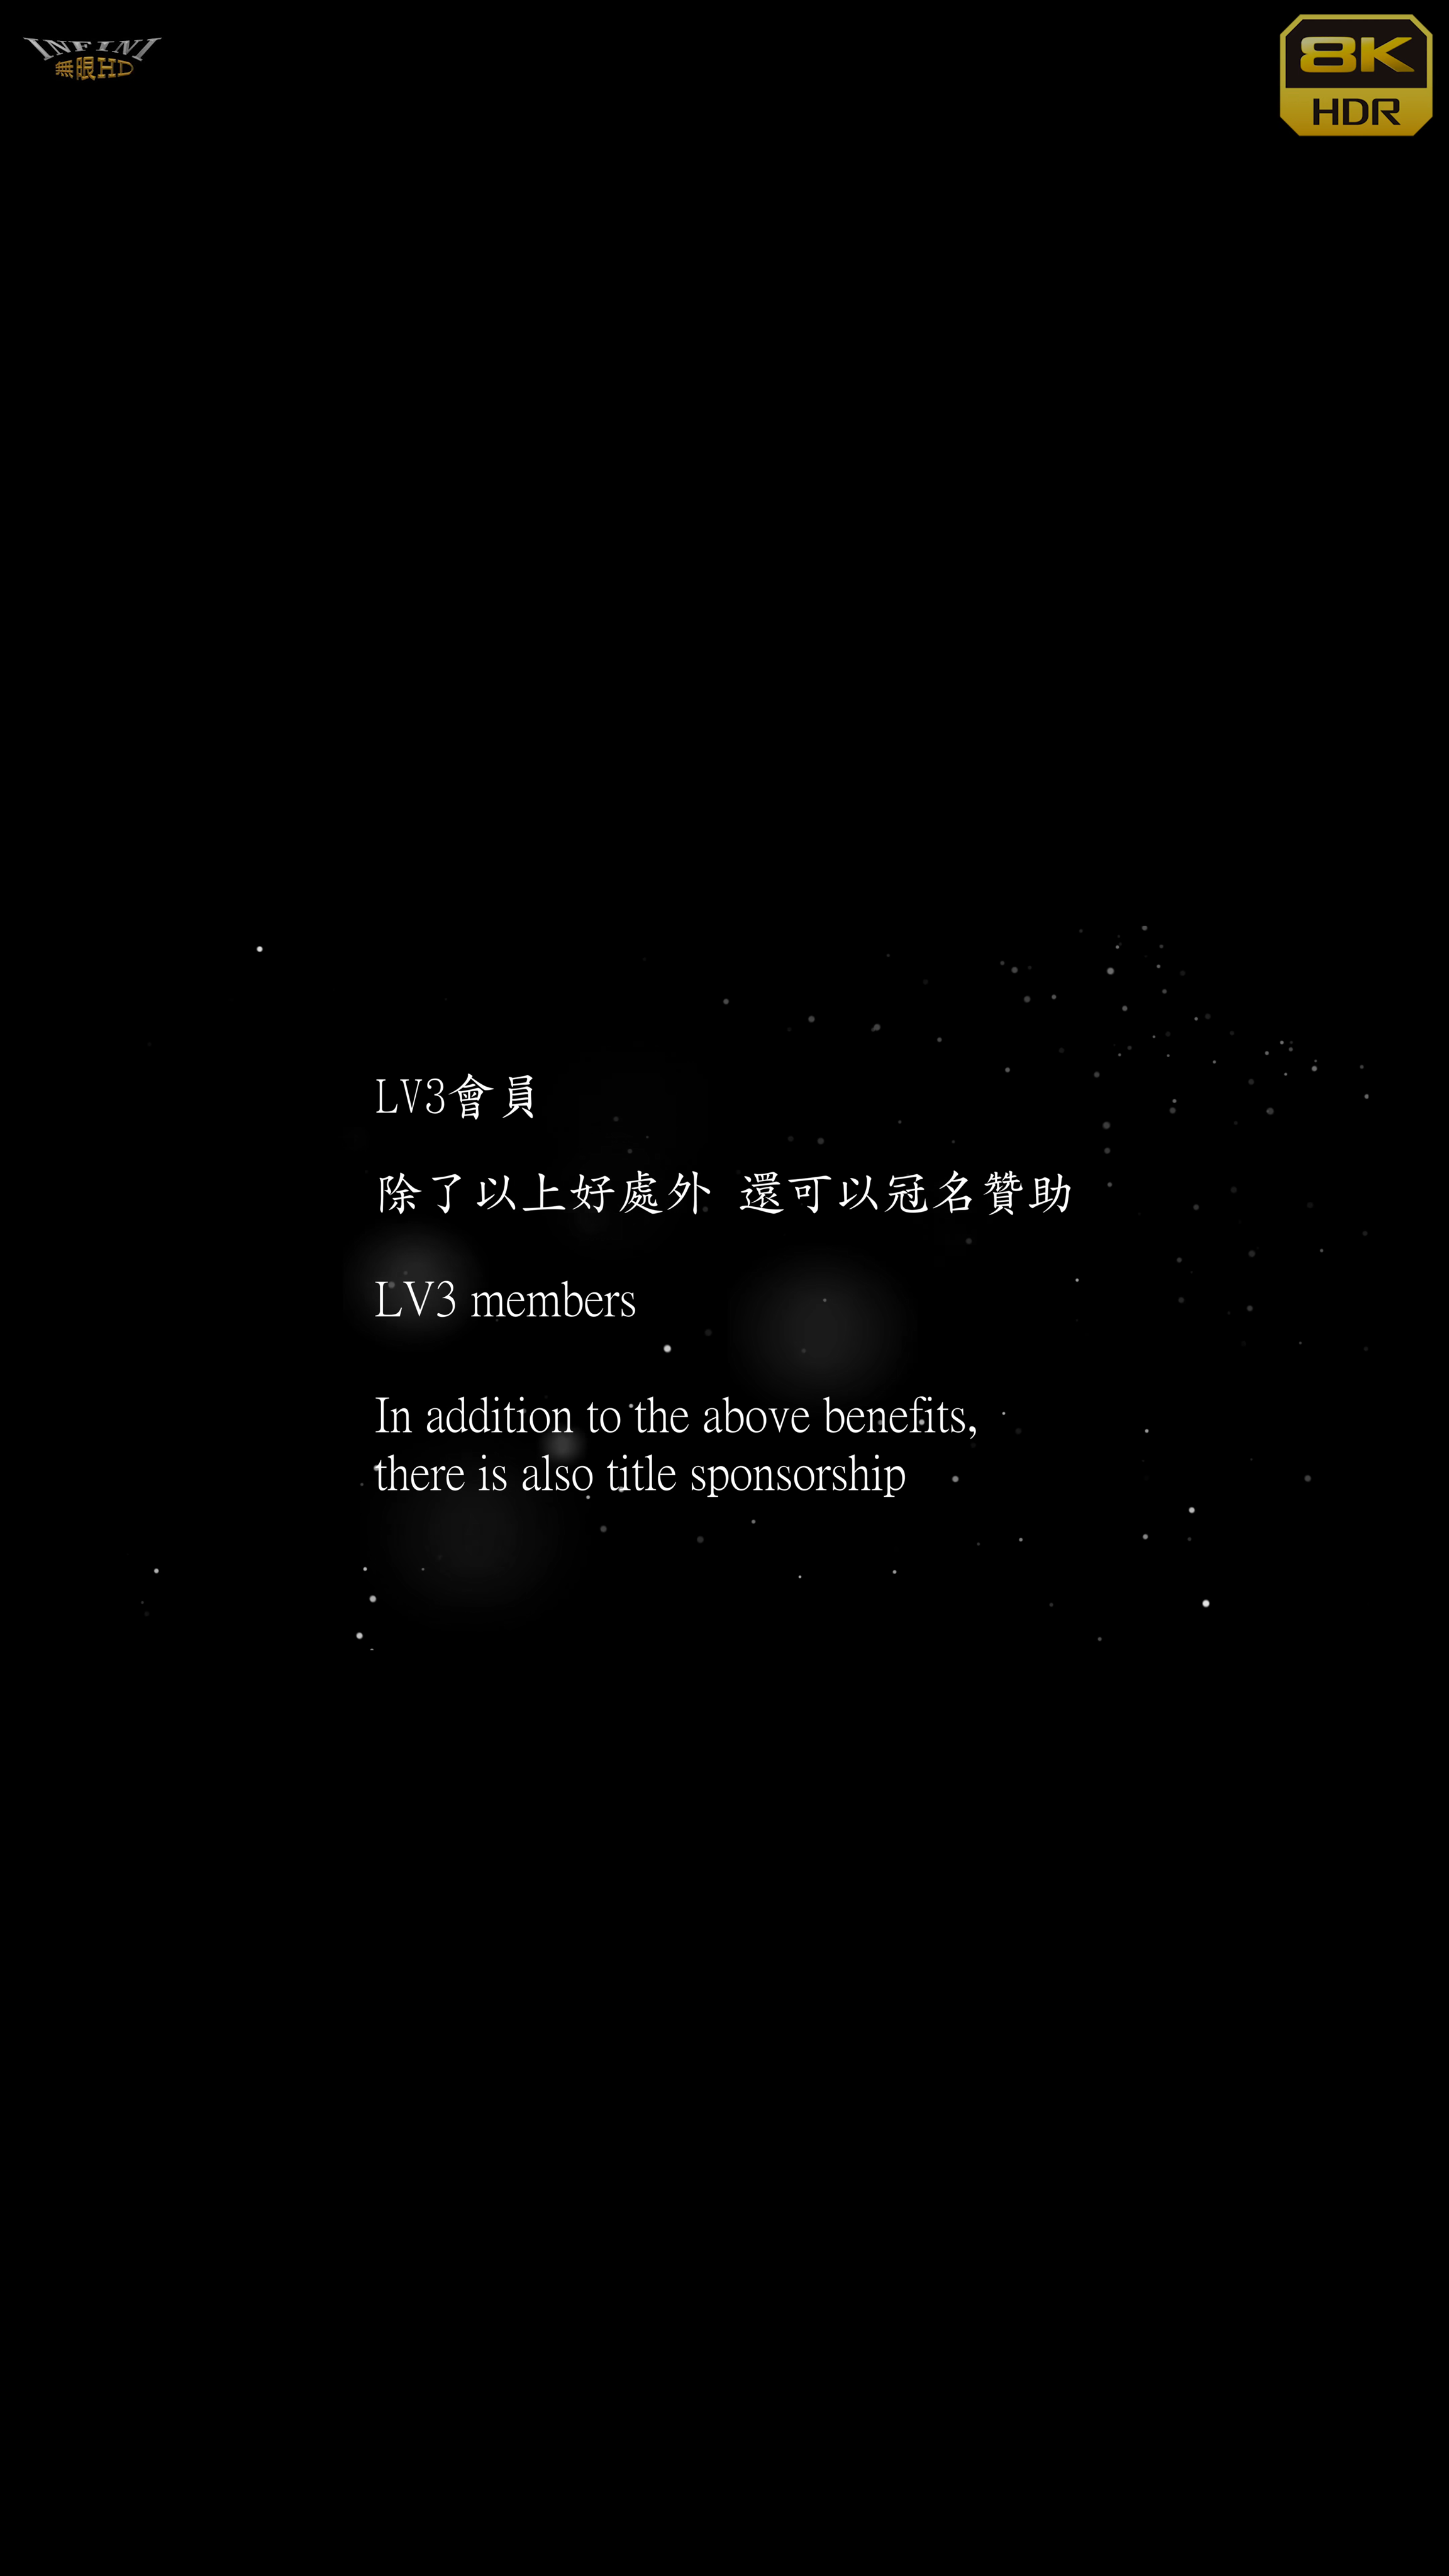 INFINI
無限HD
8K
HDR
LV3會員
除了以上好處外 還可以冠名贊助
LV3 members
In addition to the above benefits,
there is also title sponsorship